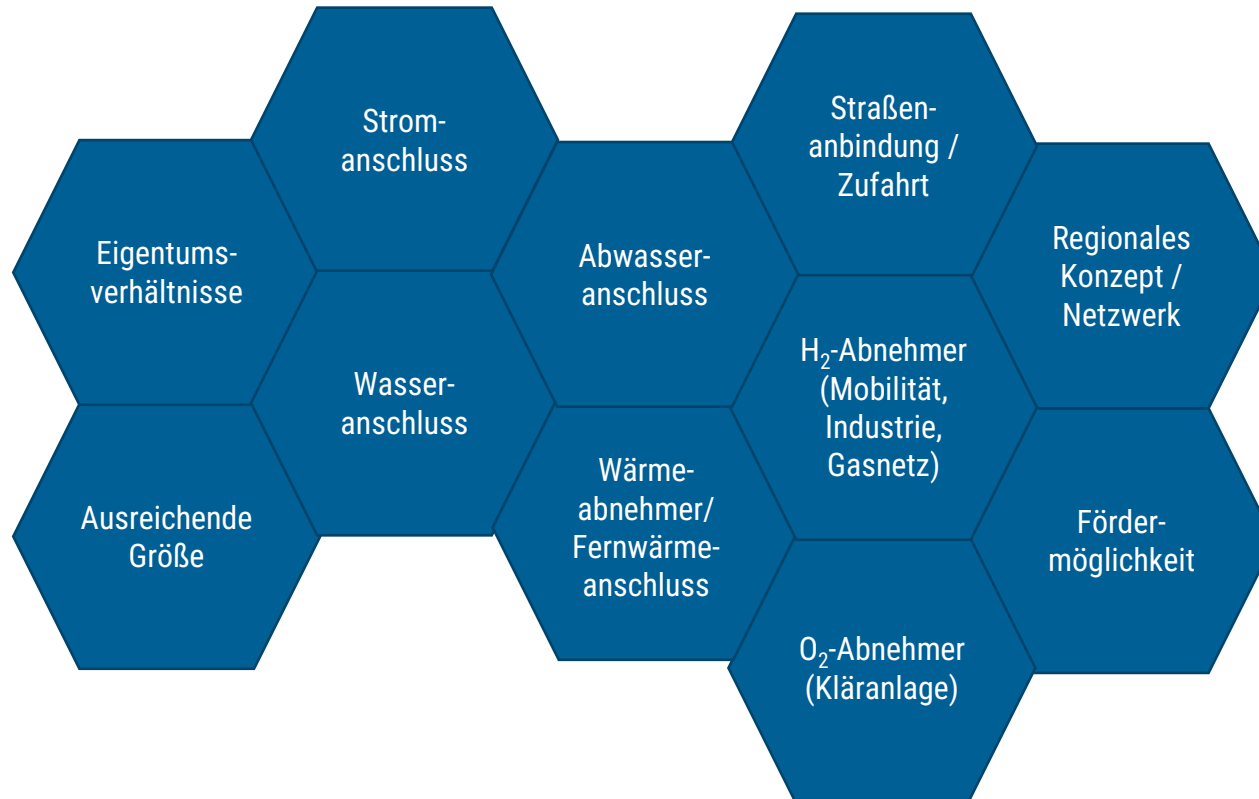 Strom-
anschluss
Straßen-
anbindung /
Zufahrt
Eigentums-
verhältnisse
Abwasser-
anschluss
Regionales
Konzept /
Netzwerk
Wasser-
anschluss
H₂-Abnehmer
(Mobilität,
Industrie,
Gasnetz)
Ausreichende
Größe
Wärme-
abnehmer/
Fernwärme-
anschluss
Förder-
möglichkeit
O₂-Abnehmer
(Kläranlage)